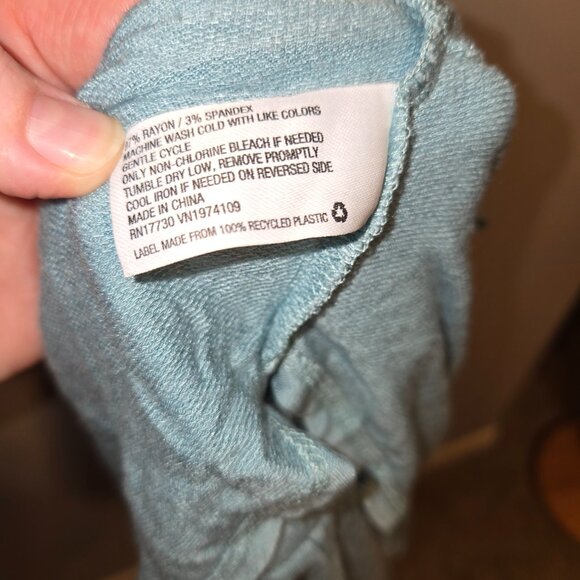 % RAYON / 3% SPANDEX
MACHINE WASH COLD WITH LIKE COLORS
GENTLE CYCLE
ONLY NON-CHLORINE BLEACH IF NEEDED
TUMBLE DRY LOW, REMOVE PROMPTLY
COOL IRON IF NEEDED ON REVERSED SIDE
MADE IN CHINA
RN17730 VN1974109
LABEL MADE FROM 100% RECYCLED PLASTIC